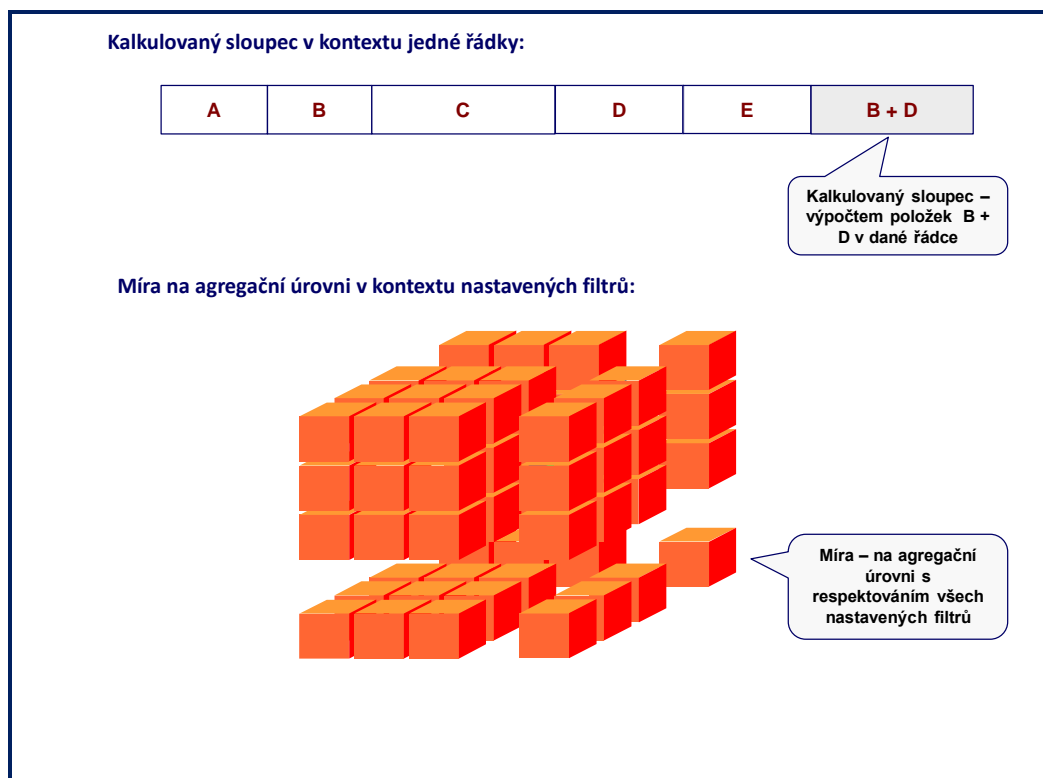 Kalkulovaný sloupec v kontextu jedné řádky:
A B C D E B + D
Kalkulovaný sloupec –
výpočtem položek B +
D v dané řádce
Míra na agregační úrovni v kontextu nastavených filtrů:
Míra – na agregační
úrovni s
respektováním všech
nastavených filtrů